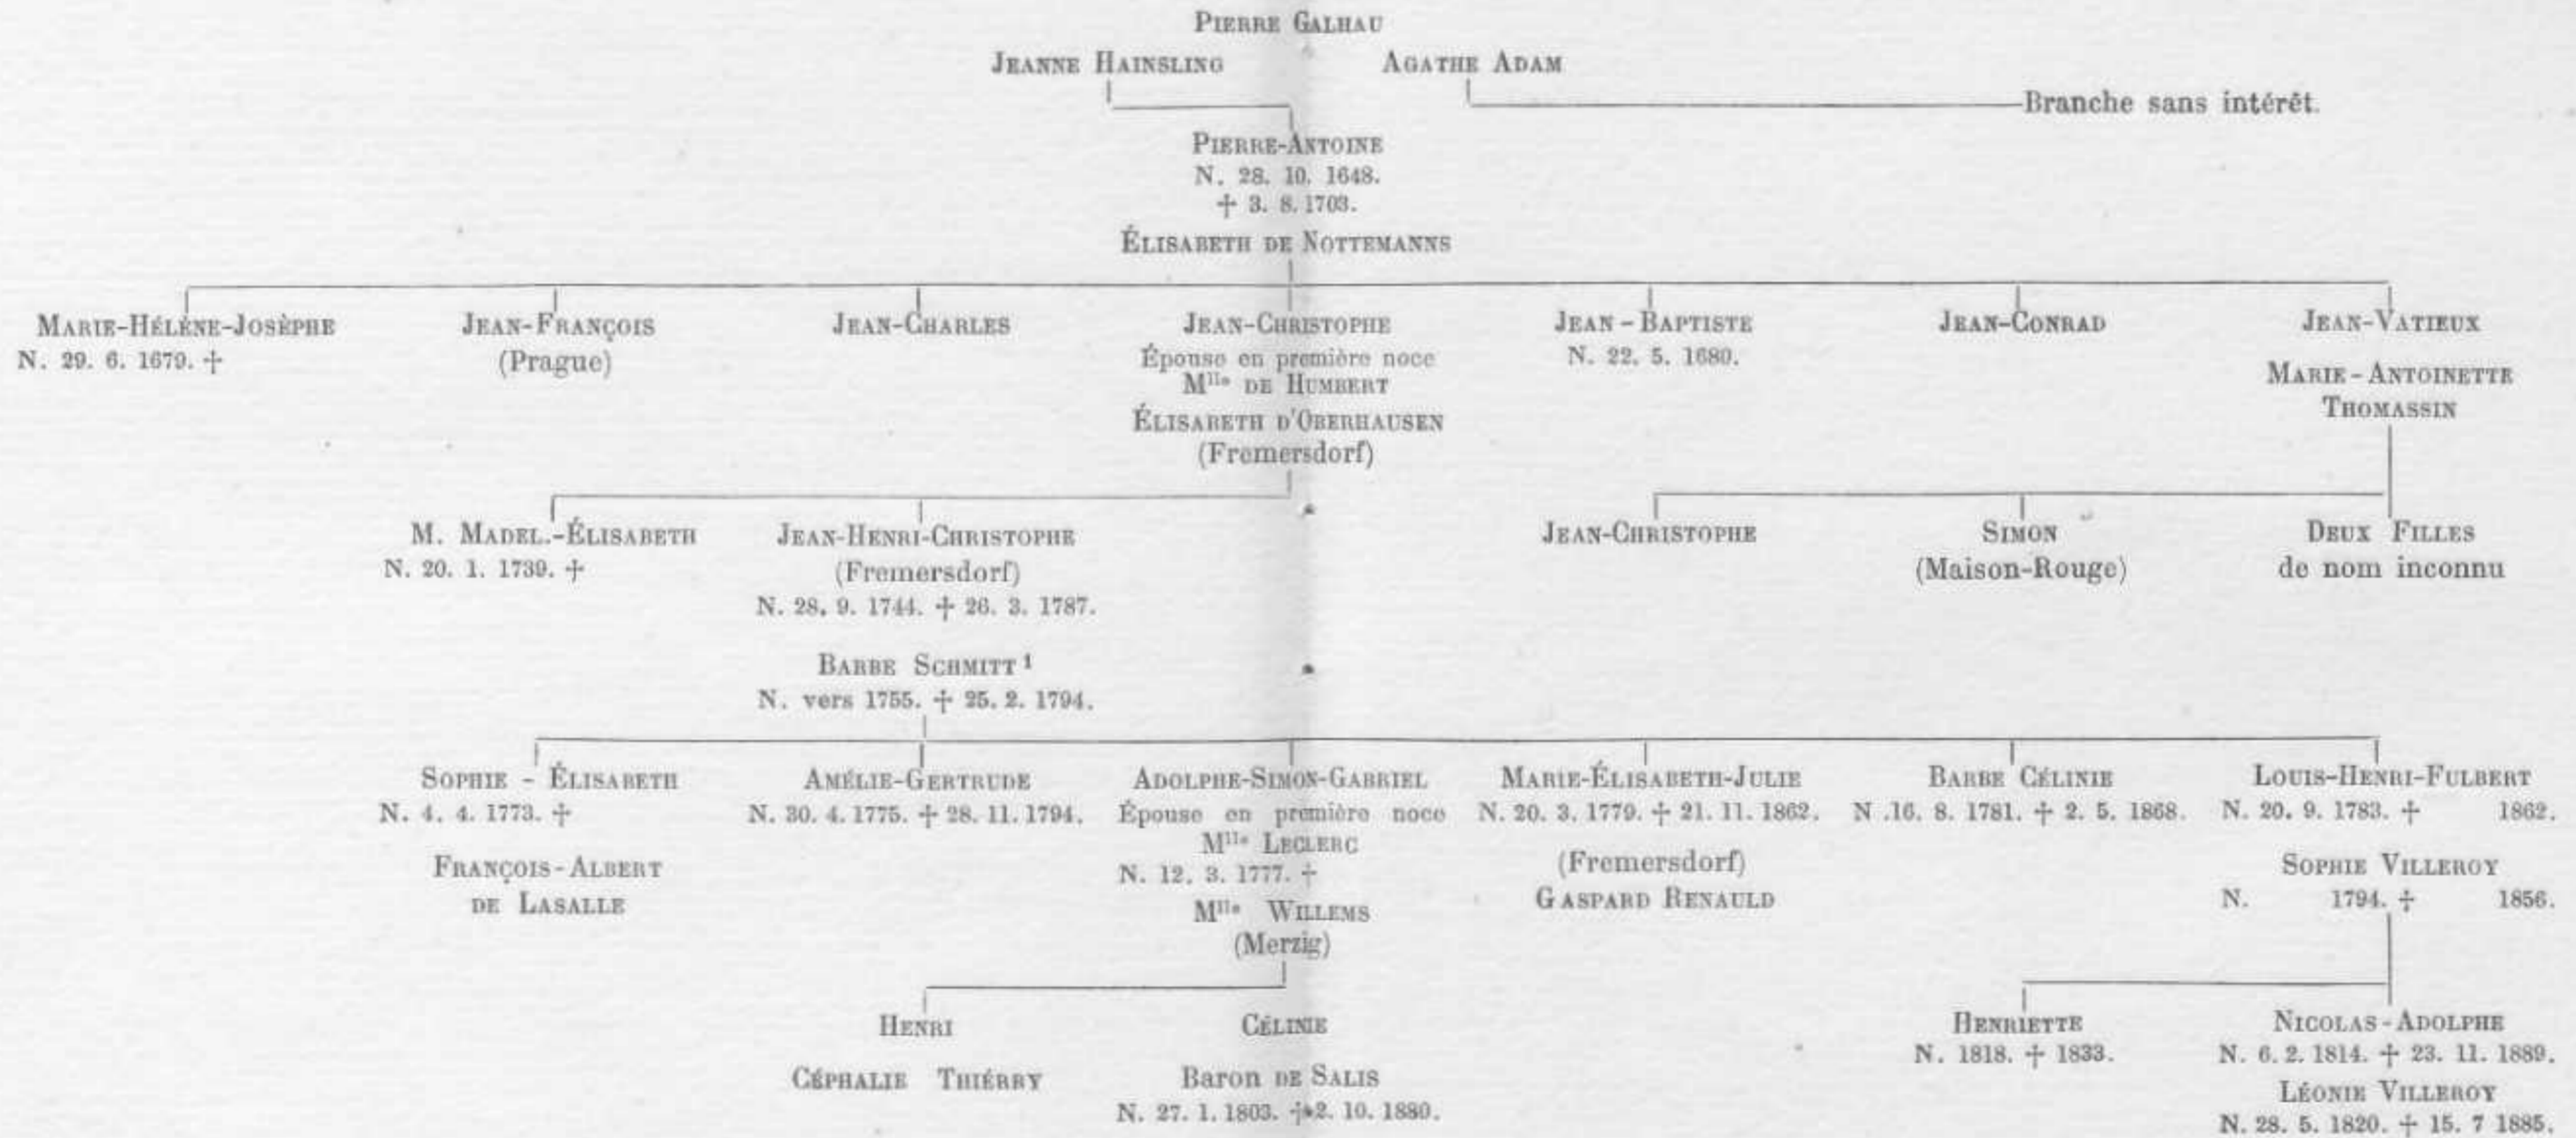 PIERRE GALHAU
JEANNE HAINSLING
AGATHE ADAM
Branche sans intérêt.
PIERRE-ANTOINE
N. 28. 10. 1648.
† 3. 8. 1703.
ÉLISABETH DE NOTTEMANNS
MARIE-HÉLÈNE-JOSÈPHE
N. 29. 6. 1679. †
JEAN-FRANÇOIS
(Prague)
JEAN-CHARLES
JEAN-CHRISTOPHE
Épouse en première noce
Mlle DE HUMBERT
ÉLISABETH D'OBERHAUSEN
(Fremersdorf)
JEAN-BAPTISTE
N. 22. 5. 1680.
JEAN-CONRAD
JEAN-VATIEUX
MARIE-ANTOINETTE
THOMASSIN
M. MADEL.-ÉLISABETH
N. 20. 1. 1739. †
JEAN-HENRI-CHRISTOPHE
(Fremersdorf)
N. 28. 9. 1744. † 26. 3. 1787.
BARBE SCHMITT 1
N. vers 1755. † 25. 2. 1794.
JEAN-CHRISTOPHE
SIMON
(Maison-Rouge)
DEUX FILLES
de nom inconnu
SOPHIE - ÉLISABETH
N. 4. 4. 1773. †
FRANÇOIS-ALBERT
DE LASALLE
AMÉLIE-GERTRUDE
N. 30. 4. 1775. † 28. 11. 1794.
ADOLPHE-SIMON-GABRIEL
Épouse en première noce
Mlle LECLERC
N. 12. 3. 1777. †
Mlle WILLEMS
(Merzig)
MARIE-ÉLISABETH-JULIE
N. 20. 3. 1779. † 21. 11. 1862.
(Fremersdorf)
GASPARD RENAULD
BARBE CÉLINIE
N .16. 8. 1781. † 2. 5. 1868.
LOUIS-HENRI-FULBERT
N. 20. 9. 1783. † 1862.
SOPHIE VILLEROY
N. 1794. † 1856.
HENRI
CÉPHALIE THIÉRRY
CÉLINIE
Baron DE SALIS
N. 27. 1. 1803. † 2. 10. 1880.
HENRIETTE
N. 1818. † 1833.
NICOLAS-ADOLPHE
N. 6. 2. 1814. † 23. 11. 1889.
LÉONIE VILLEROY
N. 28. 5. 1820. † 15. 7 1885.